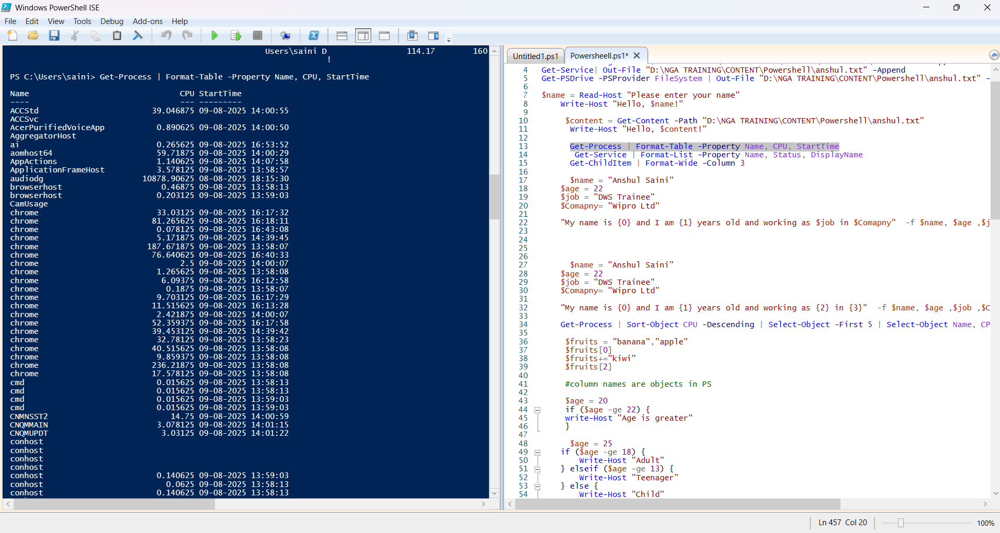 Windows PowerShell ISE
File Edit View Tools Debug Add-ons Help
Users\saini D 114.17 160
!
PS C:\Users\saini> Get-Process | Format-Table -Property Name, CPU, StartTime
Name CPU StartTime
---- --- ---------
ACCStd 39.046875 09-08-2025 14:00:55
ACCSvc
AcerPurifiedVoiceApp 0.890625 09-08-2025 14:00:50
AggregatorHost
ai 0.265625 09-08-2025 16:53:52
aomhost64 59.71875 09-08-2025 14:00:29
AppActions 1.140625 09-08-2025 14:07:58
ApplicationFrameHost 3.578125 09-08-2025 13:58:57
audiodg 10878.90625 08-08-2025 18:15:30
browserhost 0.46875 09-08-2025 13:58:13
browserhost 0.203125 09-08-2025 13:59:03
CamUsage
chrome 33.03125 09-08-2025 16:17:32
chrome 81.265625 09-08-2025 16:18:11
chrome 0.078125 09-08-2025 16:43:08
chrome 5.171875 09-08-2025 14:39:45
chrome 187.671875 09-08-2025 13:58:07
chrome 76.640625 09-08-2025 16:40:33
chrome 2.5 09-08-2025 14:00:07
chrome 1.265625 09-08-2025 13:58:08
chrome 6.09375 09-08-2025 16:12:58
chrome 0.1875 09-08-2025 13:58:07
chrome 9.703125 09-08-2025 16:17:29
chrome 11.515625 09-08-2025 16:13:28
chrome 2.421875 09-08-2025 14:00:07
chrome 52.359375 09-08-2025 16:17:58
chrome 39.453125 09-08-2025 14:39:42
chrome 32.78125 09-08-2025 13:58:23
chrome 40.515625 09-08-2025 13:58:08
chrome 9.859375 09-08-2025 13:58:08
chrome 236.21875 09-08-2025 13:58:08
chrome 17.578125 09-08-2025 13:58:08
cmd 0.015625 09-08-2025 13:58:13
cmd 0.015625 09-08-2025 13:58:13
cmd 0.015625 09-08-2025 13:59:03
cmd 0.015625 09-08-2025 13:59:03
CNMNSST2 14.75 09-08-2025 14:00:59
CNQMMAIN 3.078125 09-08-2025 14:01:15
CNQMUPDT 3.03125 09-08-2025 14:01:22
conhost
conhost
conhost
conhost
conhost 0.140625 09-08-2025 13:59:03
conhost 0.0625 09-08-2025 13:58:13
conhost 0.140625 09-08-2025 13:58:13
Untitled1.ps1 Powersheell.ps1*
4 Get-Service| Out-File "D:\NGA TRAINING\CONTENT\Powershell\anshul.txt" -Append
5 Get-PSDrive -PSProvider FileSystem | Out-File "D:\NGA TRAINING\CONTENT\Powershell\anshul.txt" -
6
7 $name = Read-Host "Please enter your name"
8 Write-Host "Hello, $name!"
9
10 $content = Get-Content -Path "D:\NGA TRAINING\CONTENT\Powershell\anshul.txt"
11 Write-Host "Hello, $content!"
12
13 Get-Process | Format-Table -Property Name, CPU, StartTime
14 Get-Service | Format-List -Property Name, Status, DisplayName
15 Get-ChildItem | Format-Wide -Column 3
16
17 $name = "Anshul Saini"
18 $age = 22
19 $job = "DWS Trainee"
20 $Comapny= "Wipro Ltd"
21
22 "My name is {0} and I am {1} years old and working as $job in $Comapny" -f $name, $age ,$j
23
24
25
26
27 $name = "Anshul Saini"
28 $age = 22
29 $job = "DWS Trainee"
30 $Comapny= "Wipro Ltd"
31
32 "My name is {0} and I am {1} years old and working as {2} in {3}" -f $name, $age ,$job ,$C
33
34 Get-Process | Sort-Object CPU -Descending | Select-Object -First 5 | Select-Object Name, CP
35
36 $fruits = "banana","apple"
37 $fruits[0]
38 $fruits+="kiwi"
39 $fruits[2]
40
41 #column names are objects in PS
42
43 $age = 20
44 if ($age -ge 22) {
45 write-Host "Age is greater"
46 }
47
48 $age = 25
49 if ($age -ge 18) {
50 Write-Host "Adult"
51 } elseif ($age -ge 13) {
52 Write-Host "Teenager"
53 } else {
54 Write-Host "Child"
Ln 457 Col 20 100%